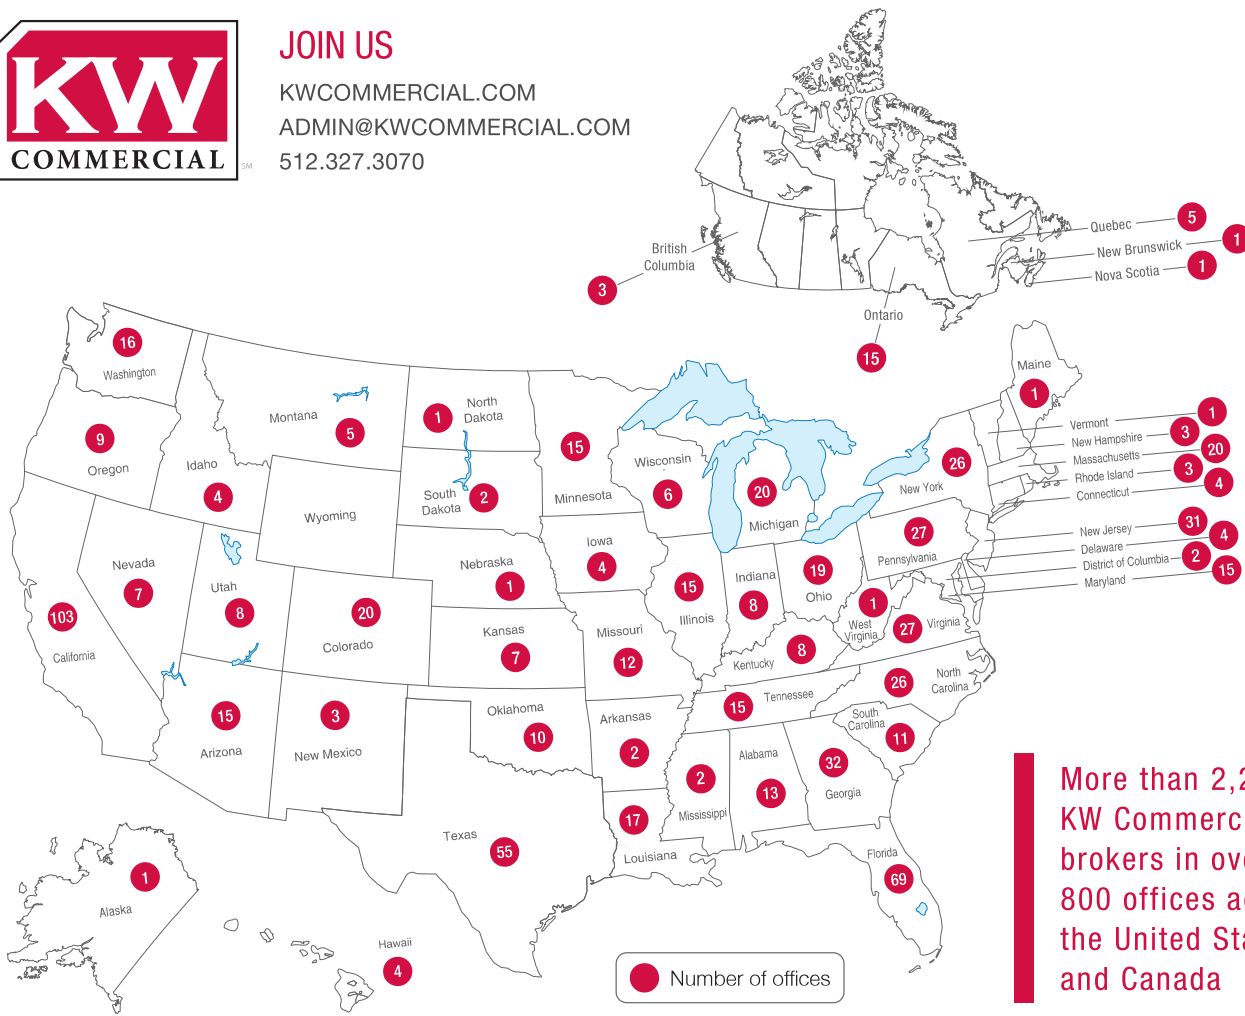 KW
COMMERCIAL
SM
JOIN US
KWCOMMERCIAL.COM
ADMIN@KWCOMMERCIAL.COM
512.327.3070
Quebec 5
New Brunswick 1
Nova Scotia 1
British
Columbia
3
Ontario
15
16
Washington
9
Oregon
Idaho
4
Montana
5
1
North
Dakota
South
Dakota
2
15
Minnesota
Wisconsin
6
20
Michigan
Maine
1
Vermont 1
New Hampshire 3
Massachusetts 20
Rhode Island 3
Connecticut 4
26
New York
27
Pennsylvania
New Jersey 31
Delaware 4
District of Columbia 2
Maryland 15
Wyoming
Nevada
7
Utah
8
103
California
20
Colorado
Nebraska
1
Iowa
4
15
Illinois
Indiana
8
19
Ohio
1
West
Virginia
27
Virginia
Kansas
7
Missouri
12
Kentucky
8
15
Tennessee
26
North
Carolina
South
Carolina
11
15
Arizona
3
New Mexico
Oklahoma
10
Arkansas
2
2
Mississippi
Alabama
13
32
Georgia
17
Louisiana
Texas
55
Florida
69
1
Alaska
Hawaii
4
Number of offices
More than 2,2
KW Commerc
brokers in ov
800 offices a
the United Sta
and Canada